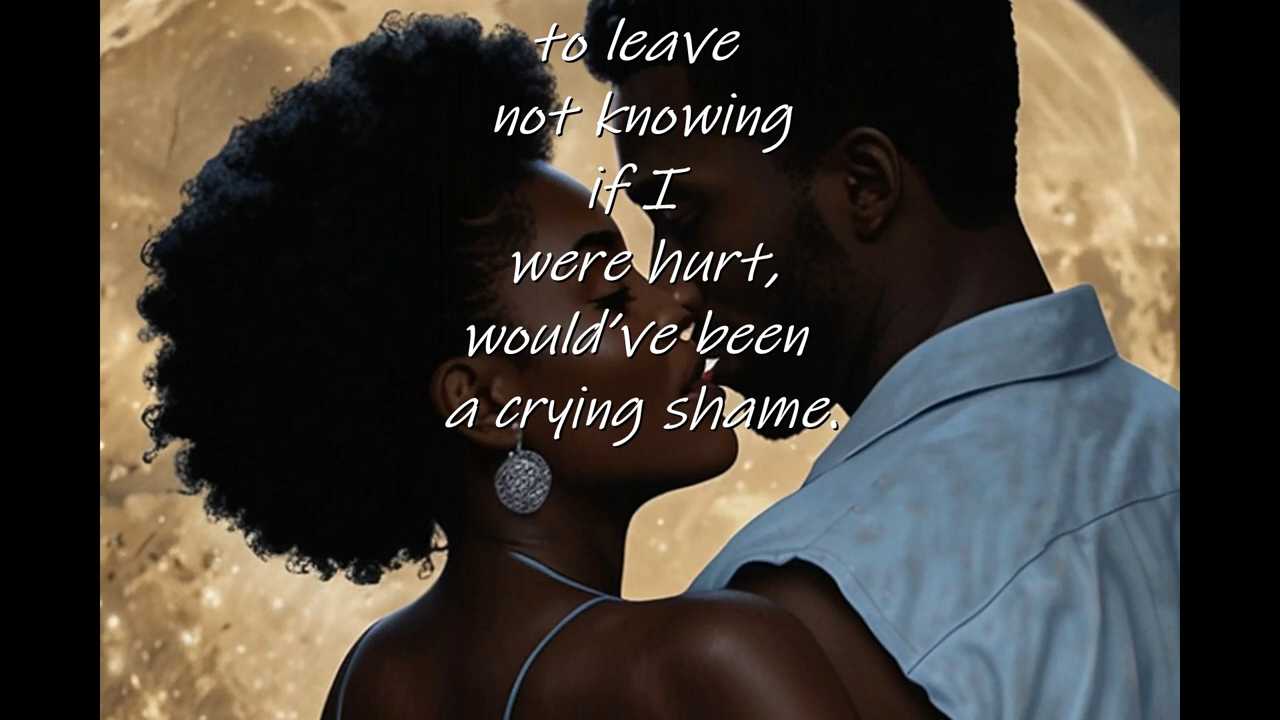 to leave
not knowing
if I
were hurt,
would've been
a crying shame.